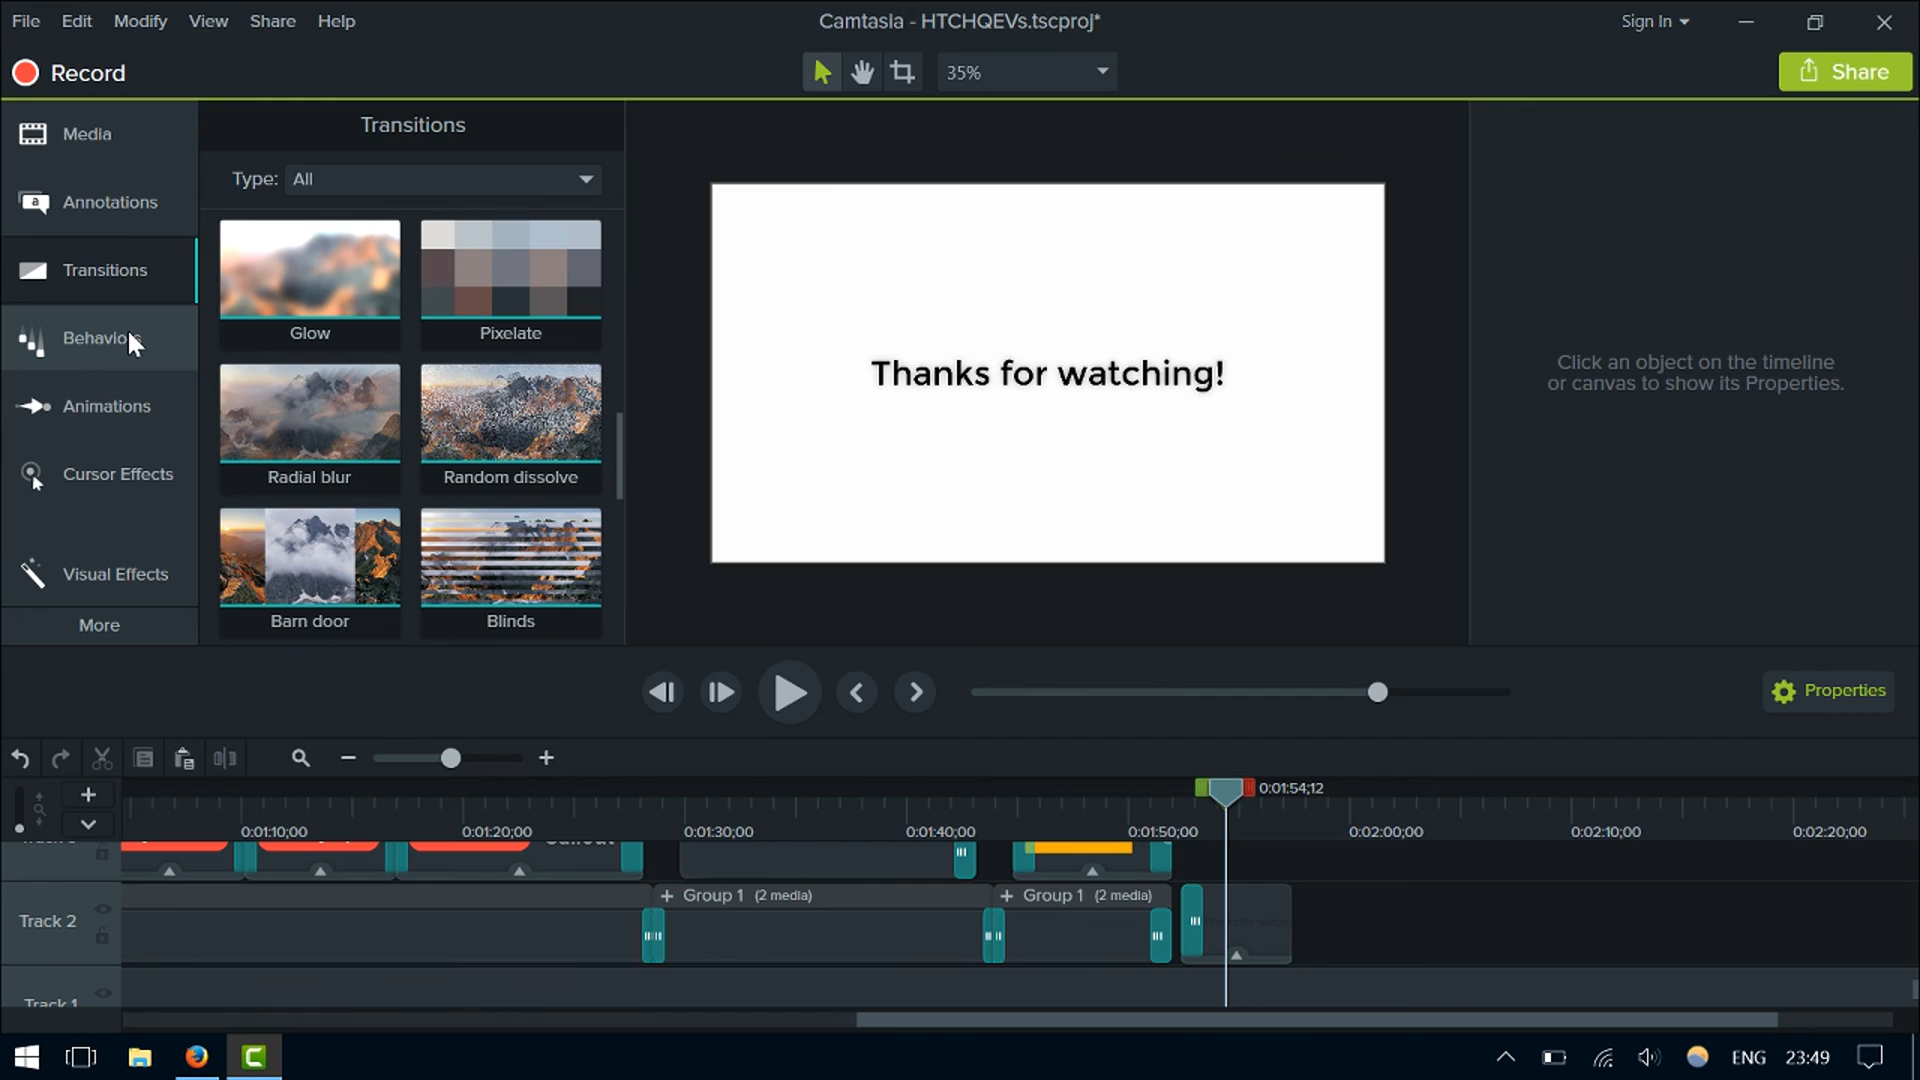 File Edit Modify View Share Help
Camtasia - HTCHQEVs.tscproj*
Sign In
Record
35%
Share
Media
Annotations
Transitions
Behaviors
Animations
Cursor Effects
Visual Effects
More
Transitions
Type: All
Glow
Pixelate
Radial blur
Random dissolve
Barn door
Blinds
Thanks for watching!
Click an object on the timeline
or canvas to show its Properties.
Properties
0:01:54;12
0:01:10;00 0:01:20;00 0:01:30;00 0:01:40;00 0:01:50;00 0:02:00;00 0:02:10;00 0:02:20;00
+ Group 1 (2 media)
+ Group 1 (2 media)
Track 2
Track 1
ENG 23:49